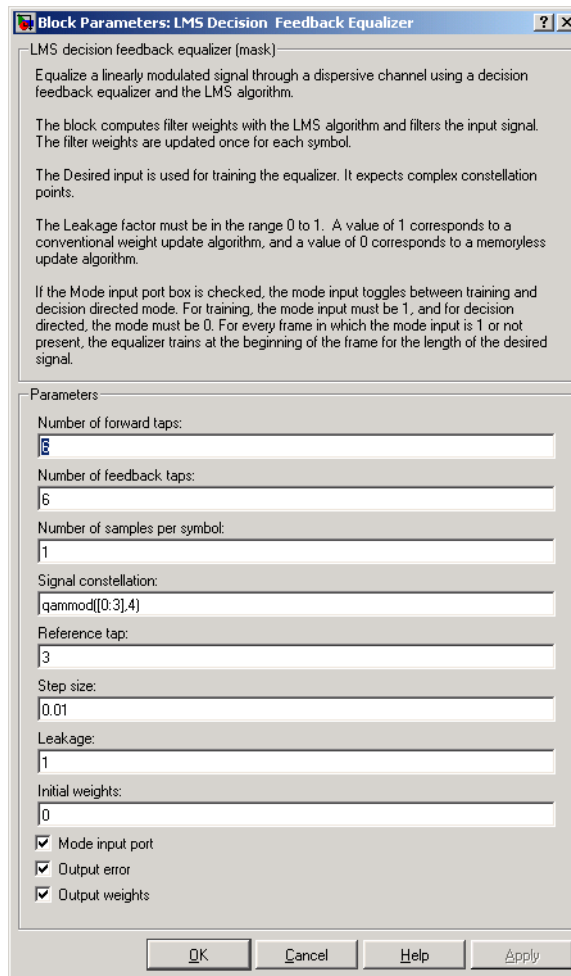 Block Parameters: LMS Decision  Feedback Equalizer
LMS decision feedback equalizer (mask)
Equalize a linearly modulated signal through a dispersive channel using a decision
feedback equalizer and the LMS algorithm.
The block computes filter weights with the LMS algorithm and filters the input signal.
The filter weights are updated once for each symbol.
The Desired input is used for training the equalizer. It expects complex constellation
points.
The Leakage factor must be in the range 0 to 1.  A value of 1 corresponds to a
conventional weight update algorithm, and a value of 0 corresponds to a memoryless
update algorithm.
If the Mode input port box is checked, the mode input toggles between training and
decision directed mode. For training, the mode input must be 1, and for decision
directed, the mode must be 0. For every frame in which the mode input is 1 or not
present, the equalizer trains at the beginning of the frame for the length of the desired
signal.
Parameters
Number of forward taps:
6
Number of feedback taps:
6
Number of samples per symbol:
1
Signal constellation:
qammod([0:3],4)
Reference tap:
3
Step size:
0.01
Leakage:
1
Initial weights:
0
Mode input port
Output error
Output weights
OK
Cancel
Help
Apply